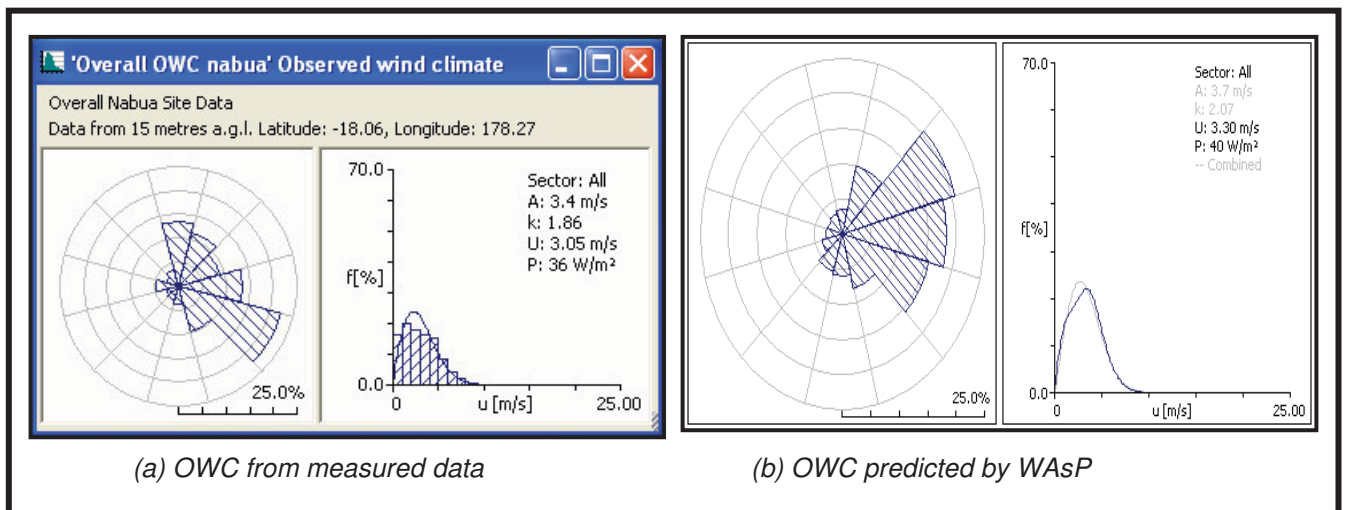 'Overall OWC nabua' Observed wind climate
Overall Nabua Site Data
Data from 15 metres a.g.l. Latitude: -18.06, Longitude: 178.27
25.0%
70.0
f[%]
0.0
0
u [m/s]
25.00
Sector: All
A: 3.4 m/s
k: 1.86
U: 3.05 m/s
P: 36 W/m²
25.0%
70.0
f[%]
0.0
0
u [m/s]
25.00
Sector: All
A: 3.7 m/s
k: 2.07
U: 3.30 m/s
P: 40 W/m²
-- Combined
(a) OWC from measured data
(b) OWC predicted by WAsP